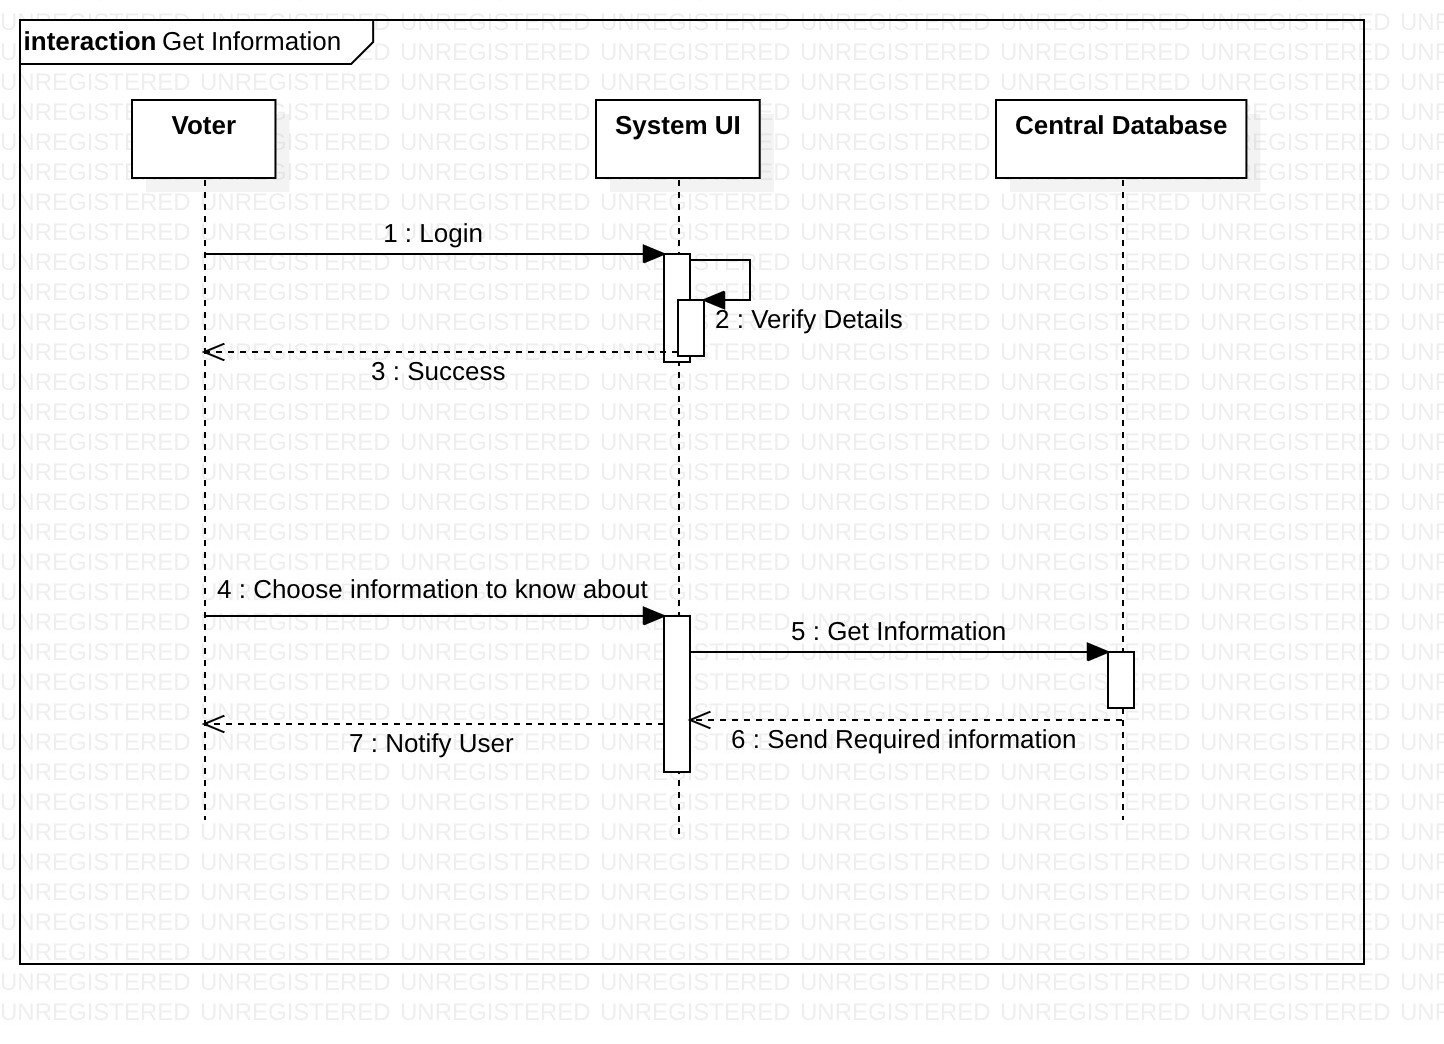 interaction Get Information
Voter
System UI
Central Database
1 : Login
2 : Verify Details
3 : Success
4 : Choose information to know about
5 : Get Information
6 : Send Required information
7 : Notify User
UNREGISTERED